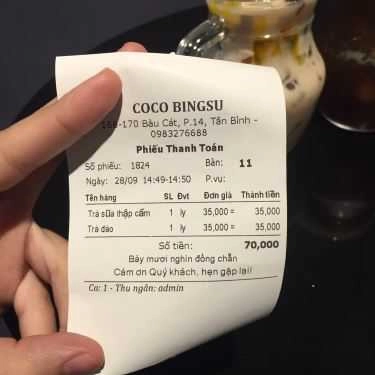 COCO BINGSU
168-170 Bàu Cát, P.14, Tân Bình -
0983276688
Phiếu Thanh Toán
Số phiếu: 1824 Bàn: 11
Ngày: 28/09 14:49-14:50 P.vụ:
Tên hàng SL Đvt Đơn giá Thành tiền
Trà sữa thập cẩm 1 ly 35,000 = 35,000
Trà đào 1 ly 35,000 = 35,000
Số tiền: 70,000
Bảy mươi nghìn đồng chẵn
Cám ơn Quý khách, hẹn gặp lại!
Ca: 1 - Thu ngân: admin